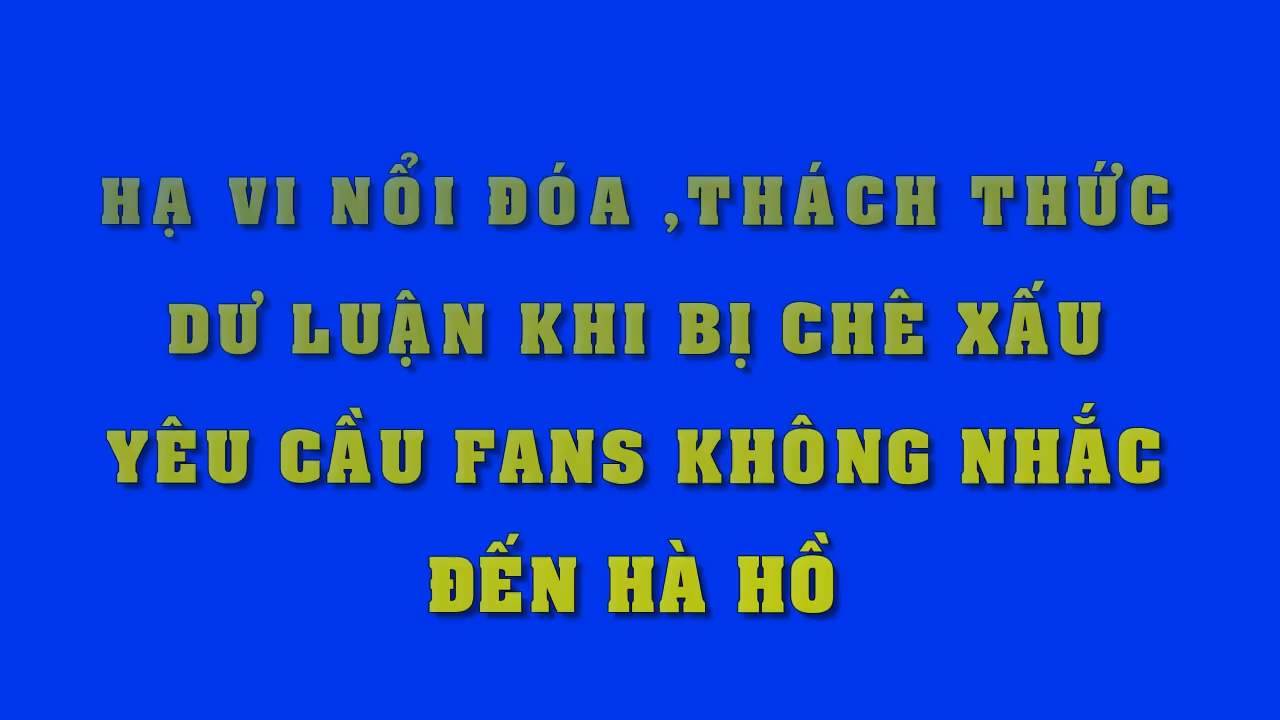 HẠ VI NỔI ĐÓA ,THÁCH THỨC
DƯ LUẬN KHI BỊ CHÊ XẤU
YÊU CẦU FANS KHÔNG NHẮC
ĐẾN HÀ HỒ